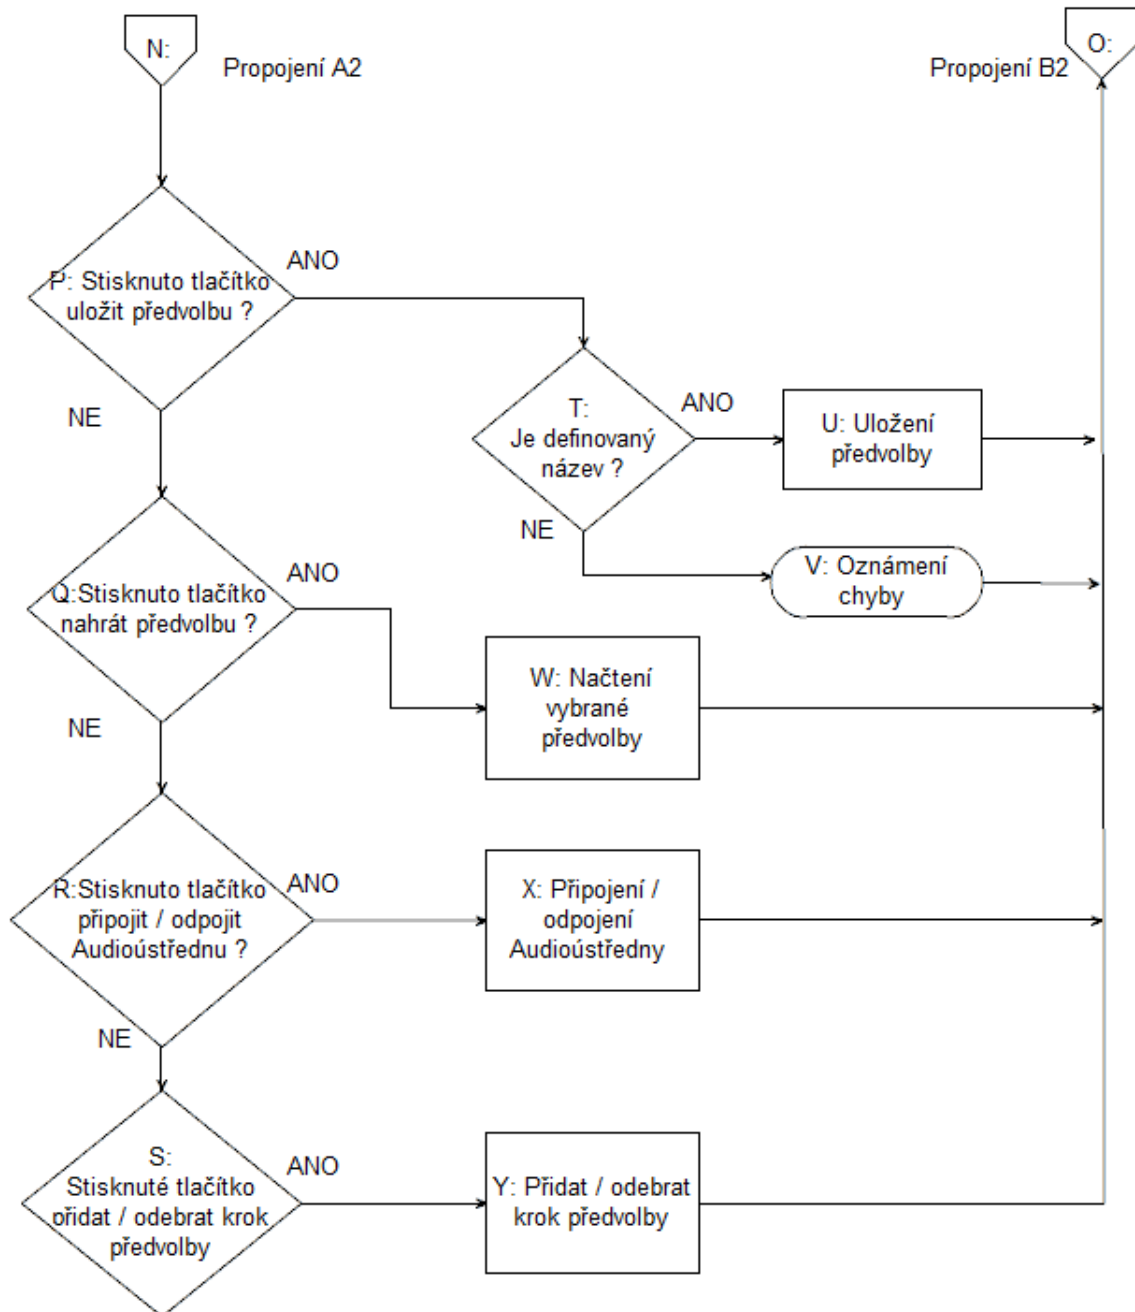 N:
Propojení A2
O:
Propojení B2
P: Stisknuto tlačítko
uložit předvolbu ?
ANO
NE
T:
Je definovaný
název ?
ANO
NE
U: Uložení
předvolby
V: Oznámení
chyby
Q:Stisknuto tlačítko
nahrát předvolbu ?
ANO
NE
W: Načtení
vybrané
předvolby
R:Stisknuto tlačítko
připojit / odpojit
Audioústřednu ?
ANO
NE
X: Připojení /
odpojení
Audioústředny
S:
Stisknuté tlačítko
přidat / odebrat krok
předvolby
ANO
Y: Přidat / odebrat
krok předvolby